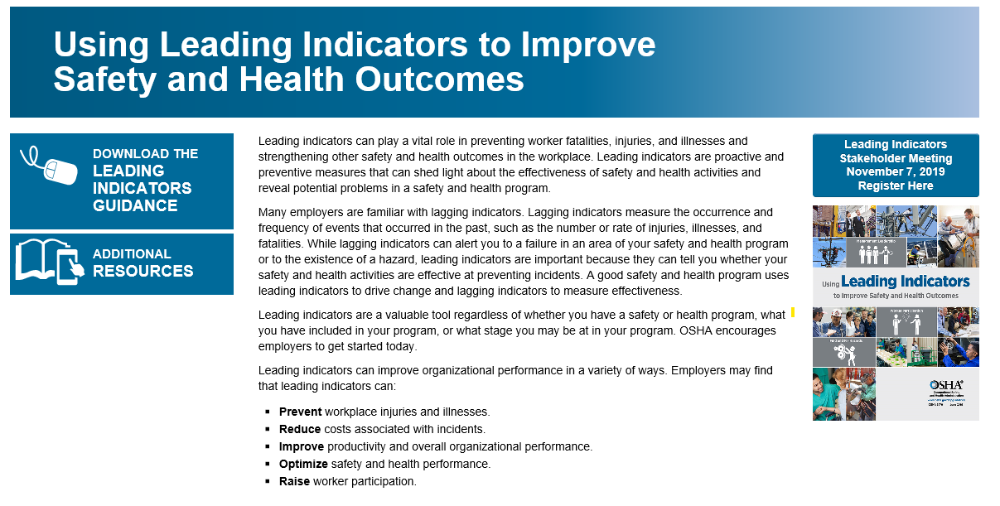 Using Leading Indicators to Improve
Safety and Health Outcomes
DOWNLOAD THE
LEADING
INDICATORS
GUIDANCE
ADDITIONAL
RESOURCES
Leading indicators can play a vital role in preventing worker fatalities, injuries, and illnesses and
strengthening other safety and health outcomes in the workplace. Leading indicators are proactive and
preventive measures that can shed light about the effectiveness of safety and health activities and
reveal potential problems in a safety and health program.
Many employers are familiar with lagging indicators. Lagging indicators measure the occurrence and
frequency of events that occurred in the past, such as the number or rate of injuries, illnesses, and
fatalities. While lagging indicators can alert you to a failure in an area of your safety and health program
or to the existence of a hazard, leading indicators are important because they can tell you whether your
safety and health activities are effective at preventing incidents. A good safety and health program uses
leading indicators to drive change and lagging indicators to measure effectiveness.
Leading indicators are a valuable tool regardless of whether you have a safety or health program, what
you have included in your program, or what stage you may be at in your program. OSHA encourages
employers to get started today.
Leading indicators can improve organizational performance in a variety of ways. Employers may find
that leading indicators can:
Prevent workplace injuries and illnesses.
Reduce costs associated with incidents.
Improve productivity and overall organizational performance.
Optimize safety and health performance.
Raise worker participation.
Leading Indicators
Stakeholder Meeting
November 7, 2019
Register Here
Management Leadership
Using Leading Indicators
to Improve Safety and Health Outcomes
Worker Participation
Find and Fix Hazards
OSHA
Occupational Safety
and Health Administration